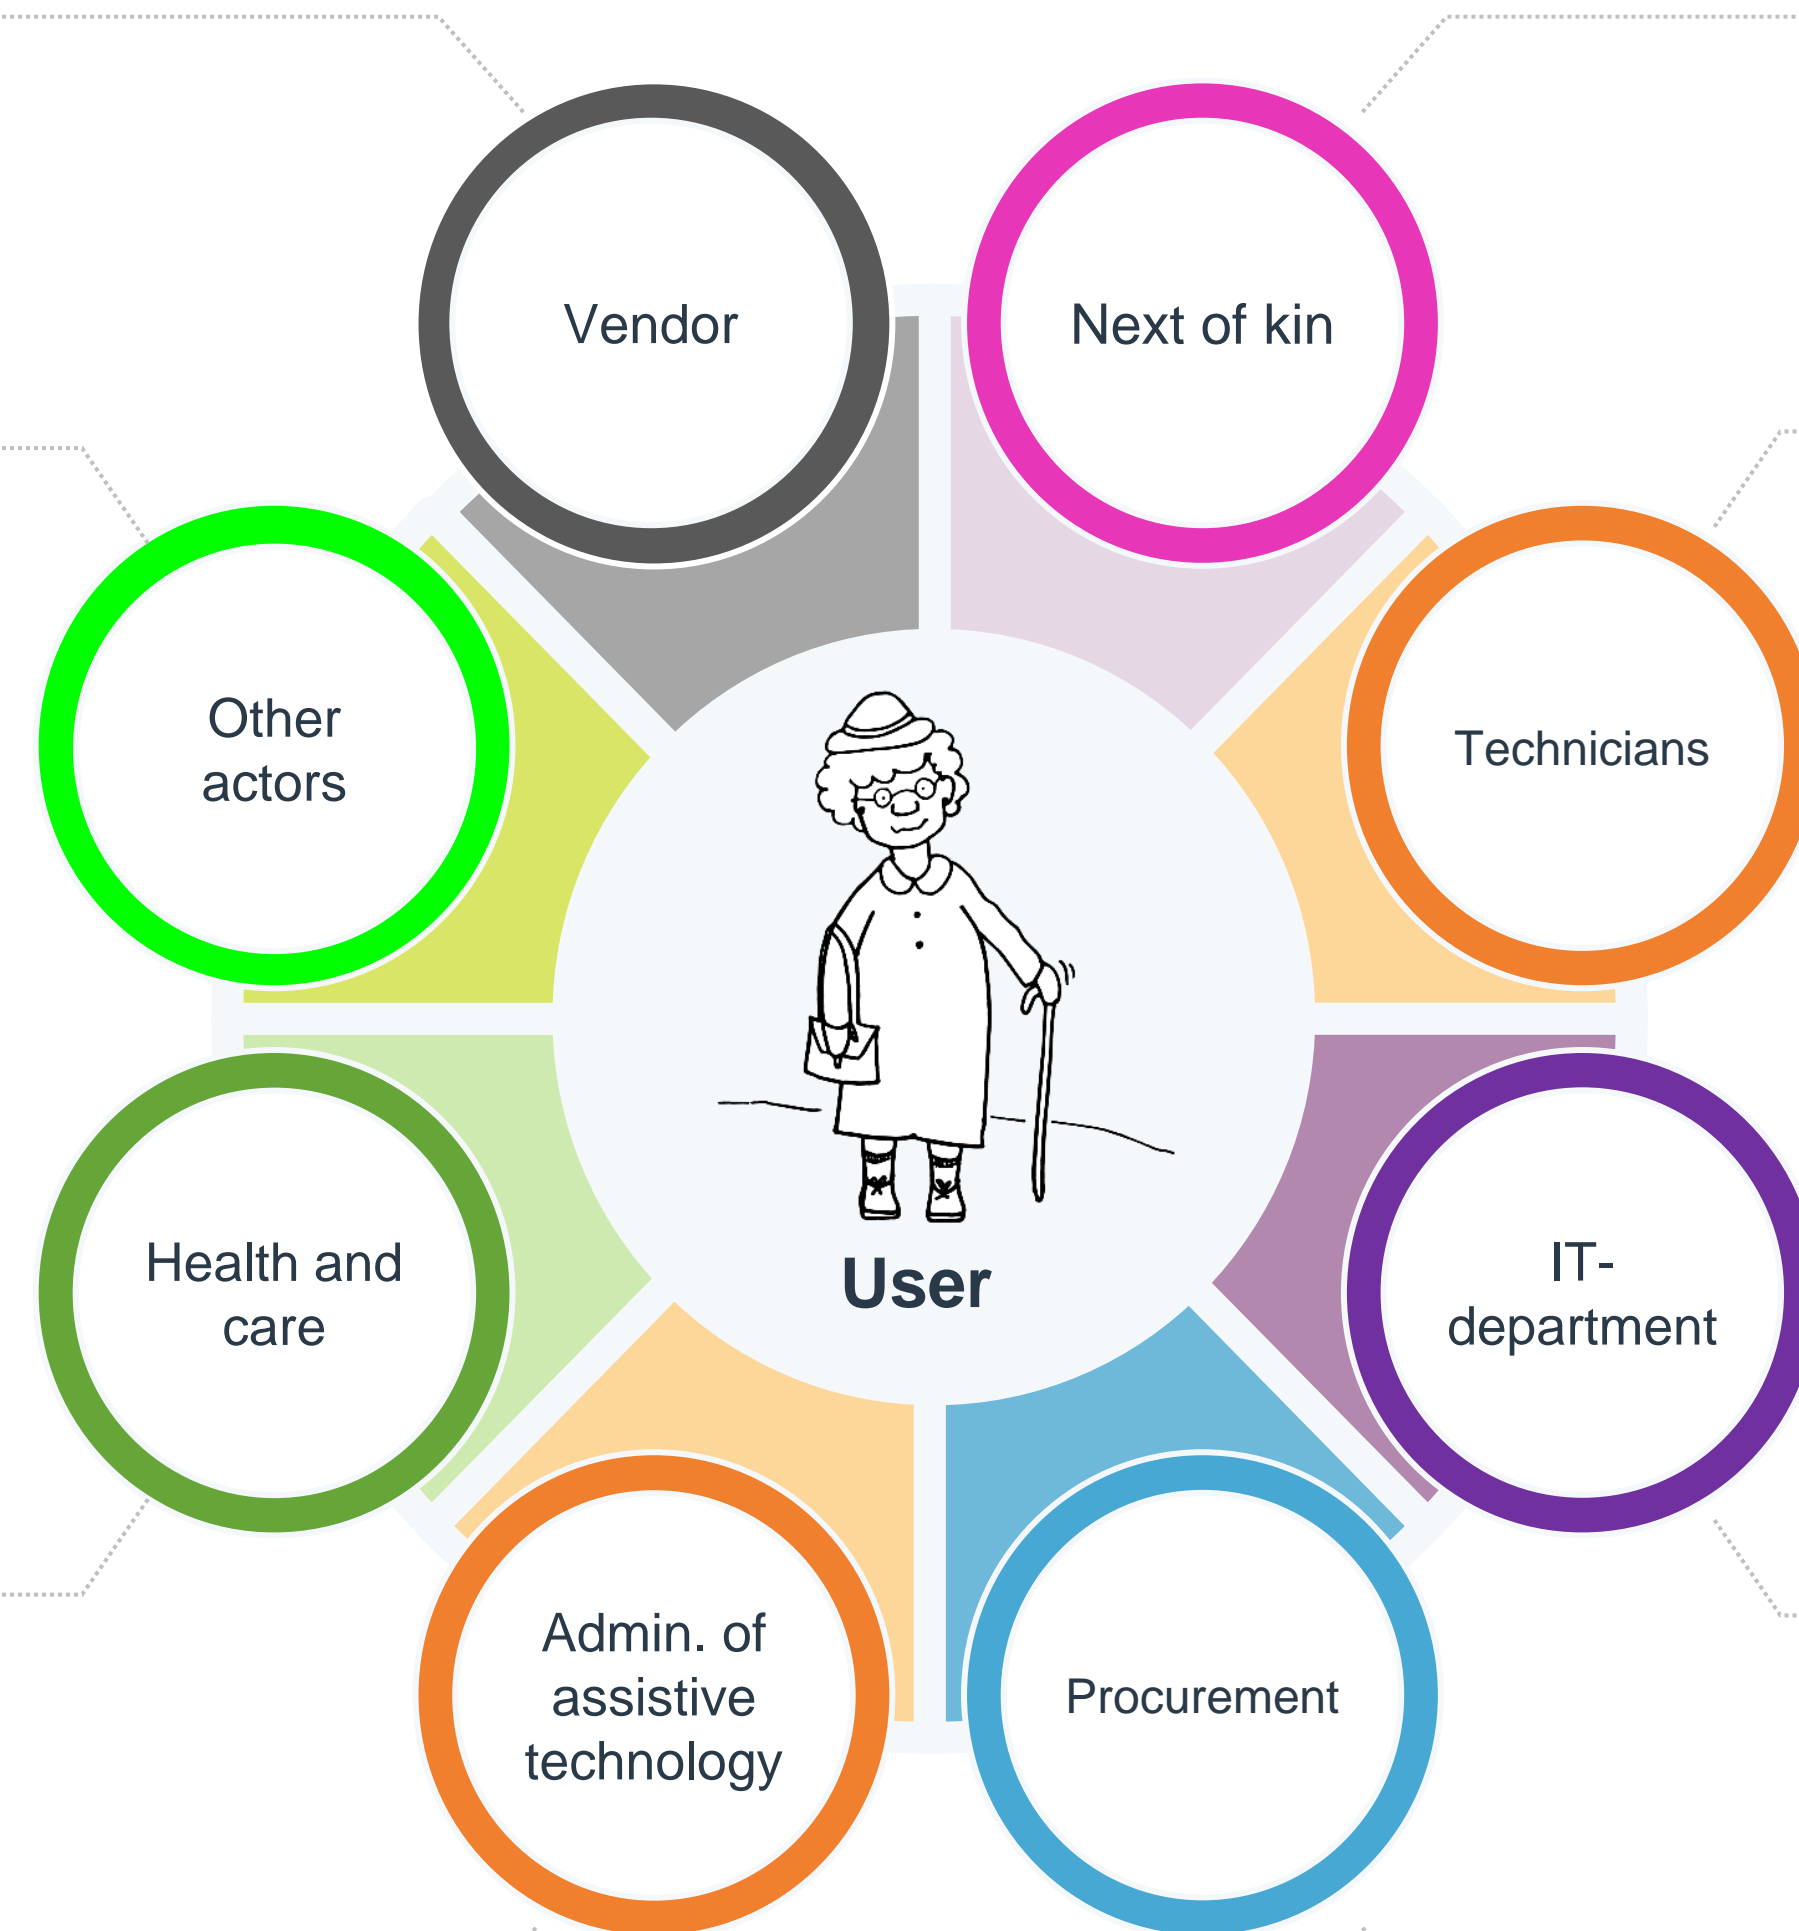 Vendor
Next of kin
Other
actors
Technicians
User
Health and
care
IT-
department
Admin. of
assistive
technology
Procurement